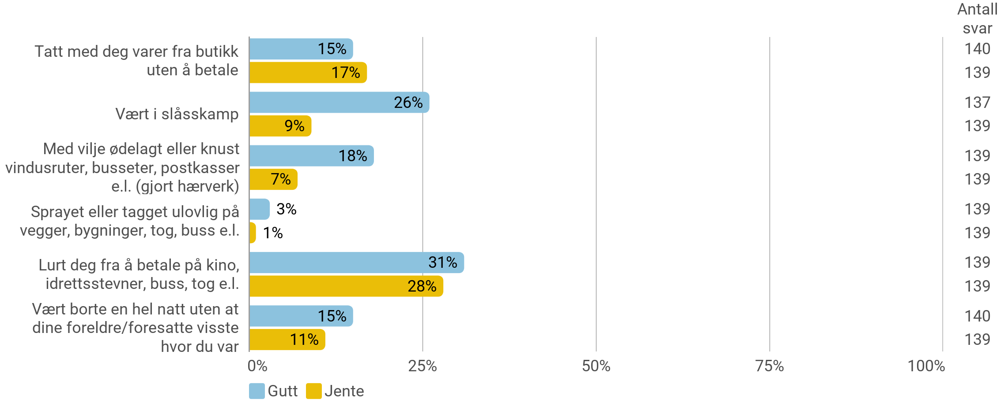 Antall
svar
Tatt med deg varer fra butikk
uten å betale
15%
140
17%
139
Vært i slåsskamp
26%
137
9%
139
Med vilje ødelagt eller knust
vindusruter, busseter, postkasser
e.l. (gjort hærverk)
18%
139
7%
139
Sprayet eller tagget ulovlig på
vegger, bygninger, tog, buss e.l.
3%
139
1%
139
Lurt deg fra å betale på kino,
idrettsstevner, buss, tog e.l.
31%
139
28%
139
Vært borte en hel natt uten at
dine foreldre/foresatte visste
hvor du var
15%
140
11%
139
0% 25% 50% 75% 100%
Gutt Jente